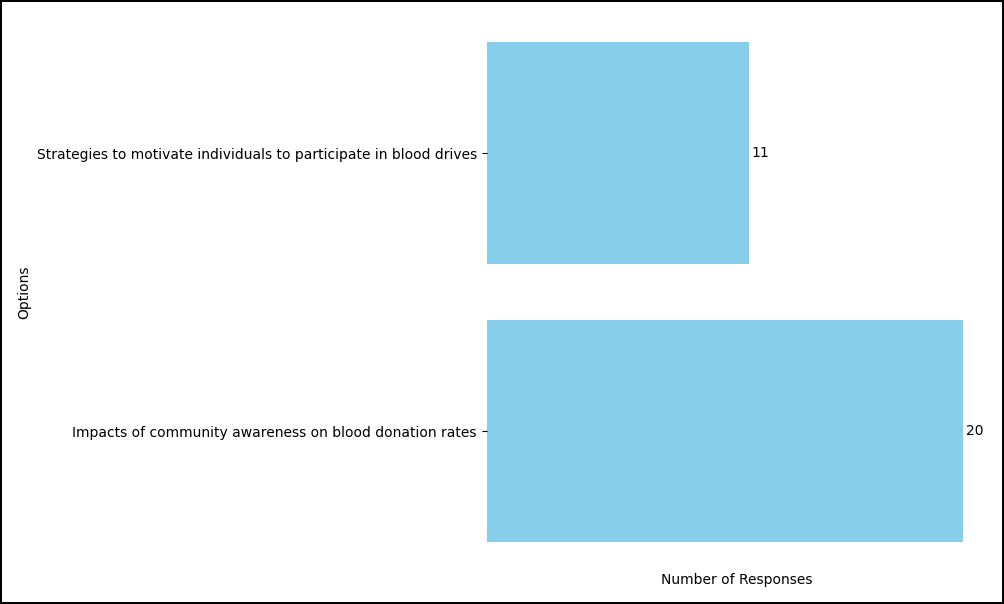 Strategies to motivate individuals to participate in blood drives
11
Options
Impacts of community awareness on blood donation rates
20
Number of Responses